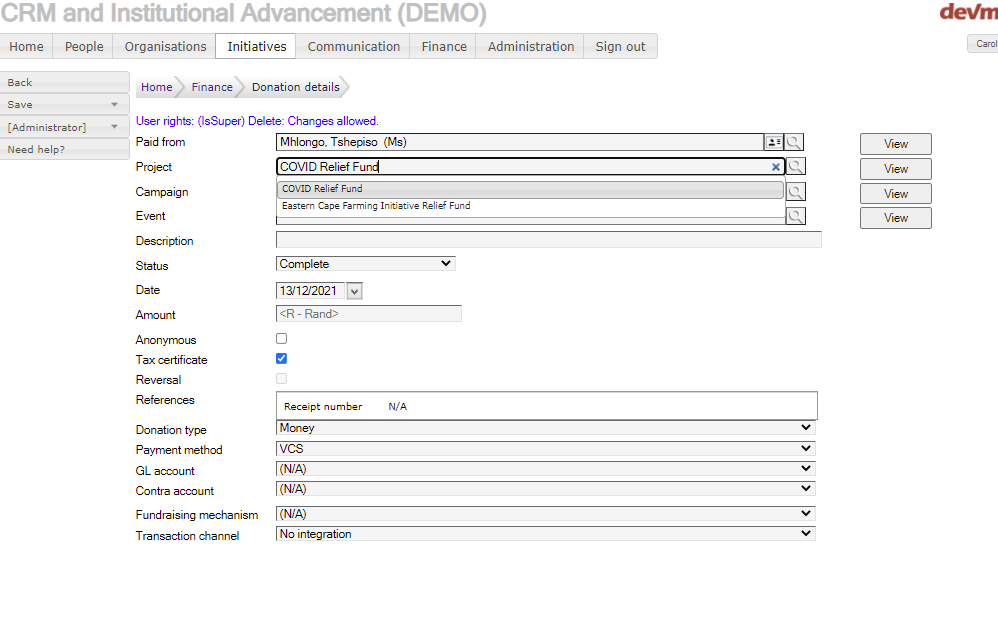 CRM and Institutional Advancement (DEMO)
devm
Home People Organisations Initiatives Communication Finance Administration Sign out
Carol
Back
Save
[Administrator]
Need help?
Home Finance Donation details
User rights: (IsSuper) Delete: Changes allowed.
Paid from Mhlongo, Tshepiso (Ms) View
Project COVID Relief Fund View
Campaign COVID Relief Fund View
Eastern Cape Farming Initiative Relief Fund
Event View
Description
Status Complete
Date 13/12/2021
Amount <R - Rand>
Anonymous
Tax certificate
Reversal
References
Receipt number N/A
Donation type Money
Payment method VCS
GL account (N/A)
Contra account (N/A)
Fundraising mechanism (N/A)
Transaction channel No integration